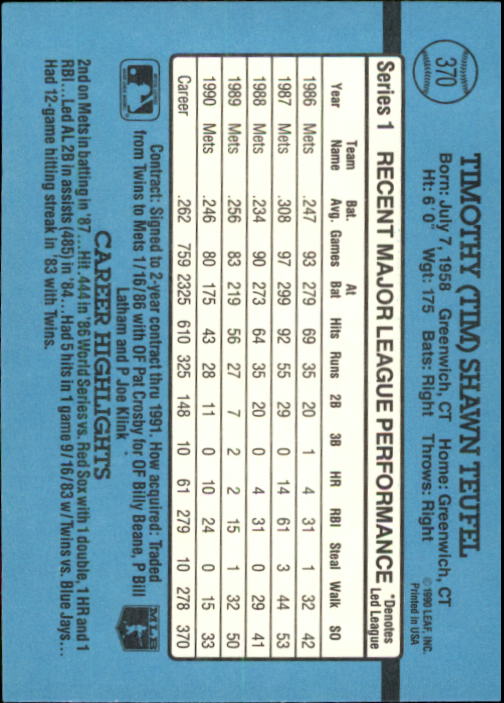 370
TIMOTHY (TIM) SHAWN TEUFEL
Born: July 7, 1958 Greenwich, CT Home: Greenwich, CT
Ht: 6'0" Wgt: 175 Bats: Right Throws: Right
© 1990 LEAF, INC.
Printed in USA
Series 1 RECENT MAJOR LEAGUE PERFORMANCE *Denotes Led League
Year Team Name Bat. Avg. Games At Bat Hits Runs 2B 3B HR RBI Steal Walk SO
1986 Mets .247 93 279 69 35 20 1 4 31 1 32 42
1987 Mets .308 97 299 92 55 29 0 14 61 3 44 53
1988 Mets .234 90 273 64 35 20 0 4 31 0 29 41
1989 Mets .256 83 219 56 27 7 2 2 15 1 32 50
1990 Mets .246 80 175 43 28 11 0 10 24 0 15 33
Career .262 759 2325 610 325 148 10 61 279 10 278 370
Contract: Signed to 2-year contract thru 1991. How acquired: Traded
from Twins to Mets 1/16/86 with OF Pat Crosby for OF Billy Beane, P Bill
Latham and P Joe Klink
MLB
CAREER HIGHLIGHTS
2nd on Mets in batting in '87...Hit .444 in '86 World Series vs. Red Sox with 1 double, 1 HR and 1
RBI...Led AL 2B in assists (485) in '84...Had 5 hits in 1 game 9/16/83 w/Twins vs. Blue Jays...
Had 12-game hitting streak in '83 with Twins.